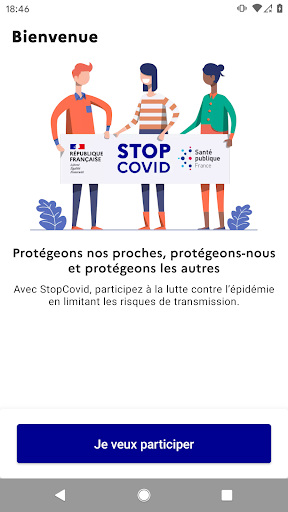 18:46
Bienvenue
RÉPUBLIQUE
FRANÇAISE
Liberté
Égalité
Fraternité
STOP
COVID
Santé
publique
France
Protégeons nos proches, protégeons-nous
et protégeons les autres
Avec StopCovid, participez à la lutte contre l'épidémie
en limitant les risques de transmission.
Je veux participer